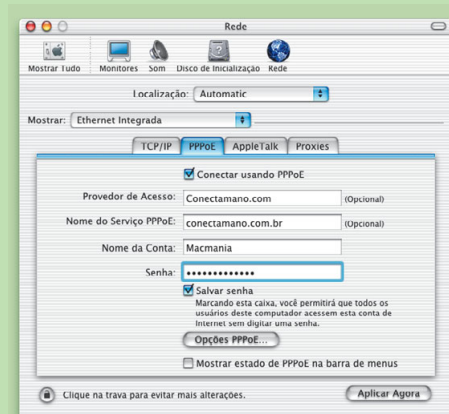 Rede
Mostrar Tudo Monitores Som Disco de Inicialização Rede
Localização: Automatic
Mostrar: Ethernet Integrada
TCP/IP PPPoE AppleTalk Proxies
Conectar usando PPPoE
Provedor de Acesso: Conectamano.com (Opcional)
Nome do Serviço PPPoE: conectamano.com.br (Opcional)
Nome da Conta: Macmania
Senha: •••••••••••••
Salvar senha
Marcando esta caixa, você permitirá que todos os
usuários deste computador acessem esta conta de
Internet sem digitar uma senha.
Opções PPPoE...
Mostrar estado de PPPoE na barra de menus
Clique na trava para evitar mais alterações. Aplicar Agora